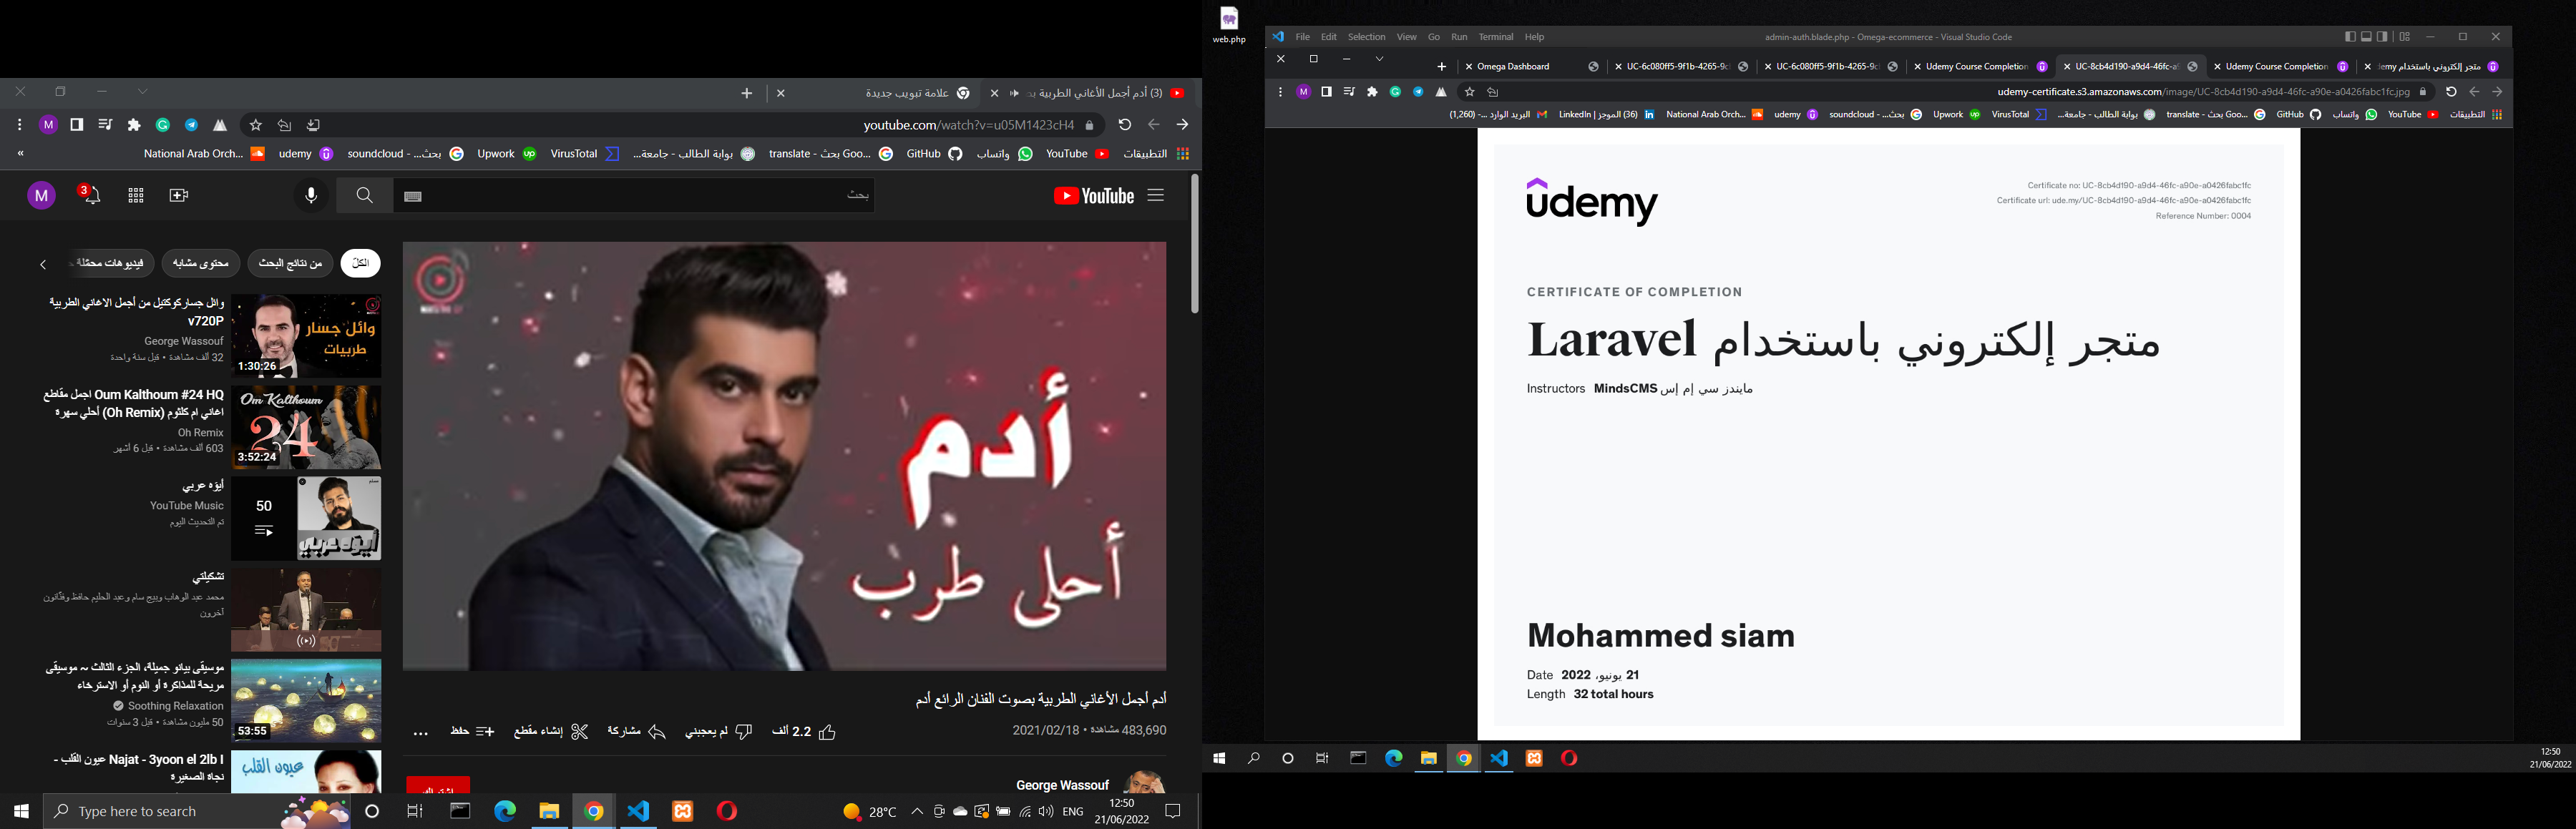 (3) أدم أجمل الأغاني الطربية بصـ
علامة تبويب جديدة
youtube.com/watch?v=u05M1423cH4
التطبيقات
YouTube
واتساب
GitHub
translate - بحث Goo...
بوابة الطالب - جامعة...
VirusTotal
Upwork
soundcloud - بحث...
udemy
National Arab Orch...
YouTube
بحث
3
M
الكلّ
من نتائج البحث
محتوى مشابه
فيديوهات محمّلة
أدم
أحلى طرب
أدم أجمل الأغاني الطربية بصوت الفنان الرائع أدم
483,690 مشاهدة • 2021/02/18
2.2 ألف
لم يعجبني
مشاركة
إنشاء مقطع
حفظ
George Wassouf
اشتراك
وائل جسار كوكتيل من أجمل الاغاني الطربية
v720P
George Wassouf
32 ألف مشاهدة • قبل سنة واحدة
وائل جسار
طربيات
1:30:26
Oum Kalthoum #24 HQ اجمل مقاطع
اغاني ام كلثوم (Oh Remix) أحلي سهرة
Oh Remix
603 ألف مشاهدة • قبل 6 أشهر
Om Kalthoum
24
3:52:24
أيوَه عربي
YouTube Music
تم التحديث اليوم
50
أيوَه عربي
تشكيلتي
محمد عبد الوهاب وبيج سام وعبد الحليم حافظ وفنّانون
آخرون
موسيقى بيانو جميلة، الجزء الثالث ~ موسيقى
مريحة للمذاكرة أو النوم أو الاسترخاء
Soothing Relaxation
50 مليون مشاهدة • قبل 3 سنوات
53:55
Najat - 3yoon el 2lb I عيون القلب -
نجاة الصغيرة
عيون القلب
Type here to search
28°C
ENG
12:50
21/06/2022
web.php
File Edit Selection View Go Run Terminal Help
admin-auth.blade.php - Omega-ecommerce - Visual Studio Code
متجر إلكتروني باستخدام
Udemy Course Completion
UC-8cb4d190-a9d4-46fc-a9
Udemy Course Completion
UC-6c080ff5-9f1b-4265-9c
UC-6c080ff5-9f1b-4265-9c
Omega Dashboard
udemy-certificate.s3.amazonaws.com/image/UC-8cb4d190-a9d4-46fc-a90e-a0426fabc1fc.jpg
التطبيقات
YouTube
واتساب
GitHub
translate - بحث Goo...
بوابة الطالب - جامعة...
VirusTotal
Upwork
soundcloud - بحث...
udemy
National Arab Orch...
(36) الموجز | LinkedIn
البريد الوارد -... (1,260)
udemy
Certificate no: UC-8cb4d190-a9d4-46fc-a90e-a0426fabc1fc
Certificate url: ude.my/UC-8cb4d190-a9d4-46fc-a90e-a0426fabc1fc
Reference Number: 0004
CERTIFICATE OF COMPLETION
متجر إلكتروني باستخدام Laravel
Instructors MindsCMS مايندز سي إم إس
Mohammed siam
Date 21 يونيو، 2022
Length 32 total hours
12:50
21/06/2022